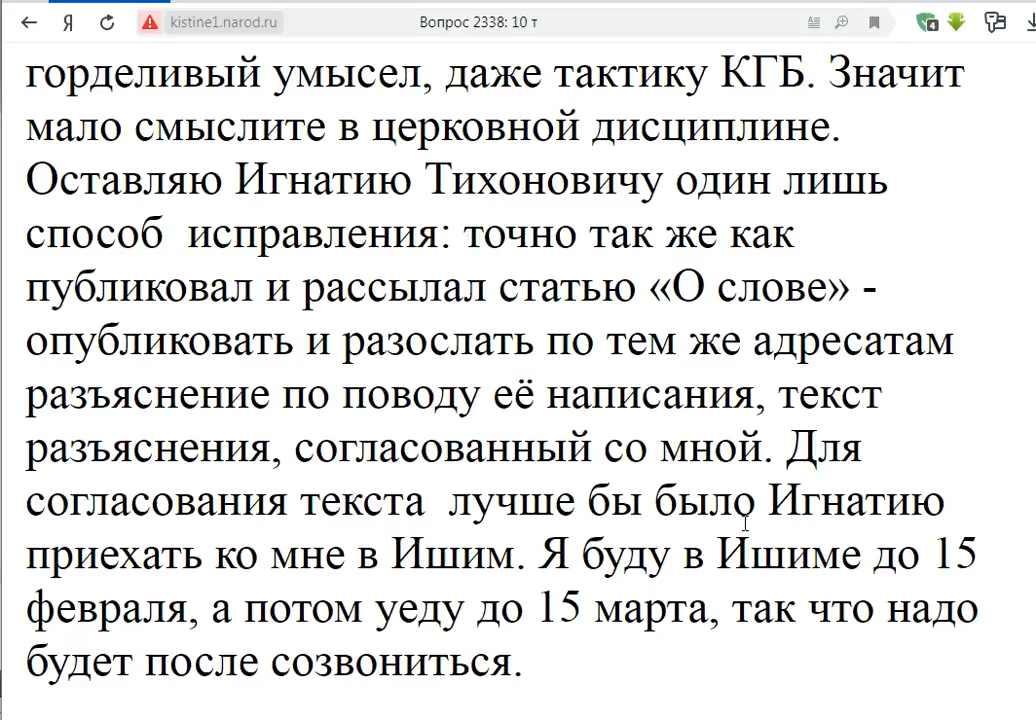 Я kistine1.narod.ru Вопрос 2338: 10 т 4
горделивый умысел, даже тактику КГБ. Значит
мало смыслите в церковной дисциплине.
Оставляю Игнатию Тихоновичу один лишь
способ  исправления: точно так же как
публиковал и рассылал статью «О слове» -
опубликовать и разослать по тем же адресатам
разъяснение по поводу её написания, текст
разъяснения, согласованный со мной. Для
согласования текста  лучше бы было Игнатию
приехать ко мне в Ишим. Я буду в Ишиме до 15
февраля, а потом уеду до 15 марта, так что надо
будет после созвониться.